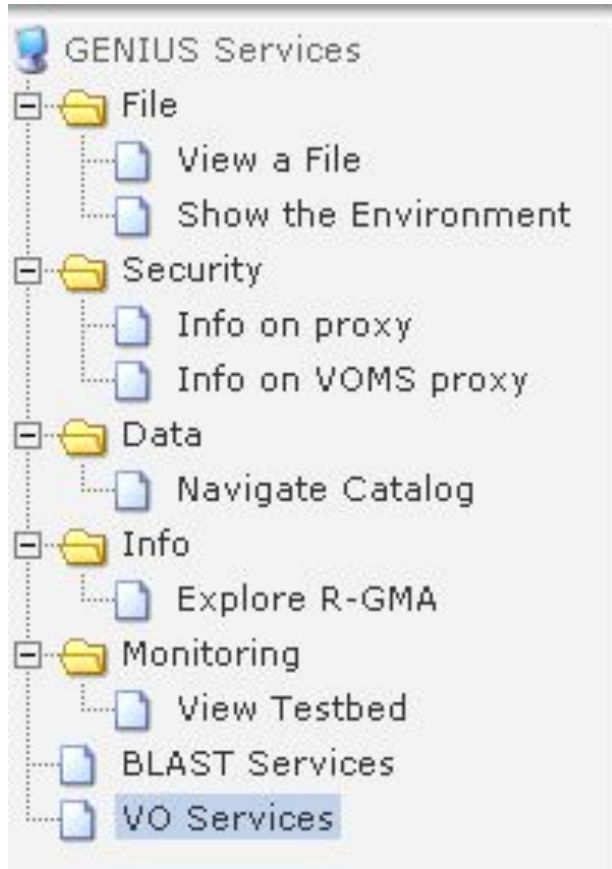 GENIUS Services
File
View a File
Show the Environment
Security
Info on proxy
Info on VOMS proxy
Data
Navigate Catalog
Info
Explore R-GMA
Monitoring
View Testbed
BLAST Services
VO Services